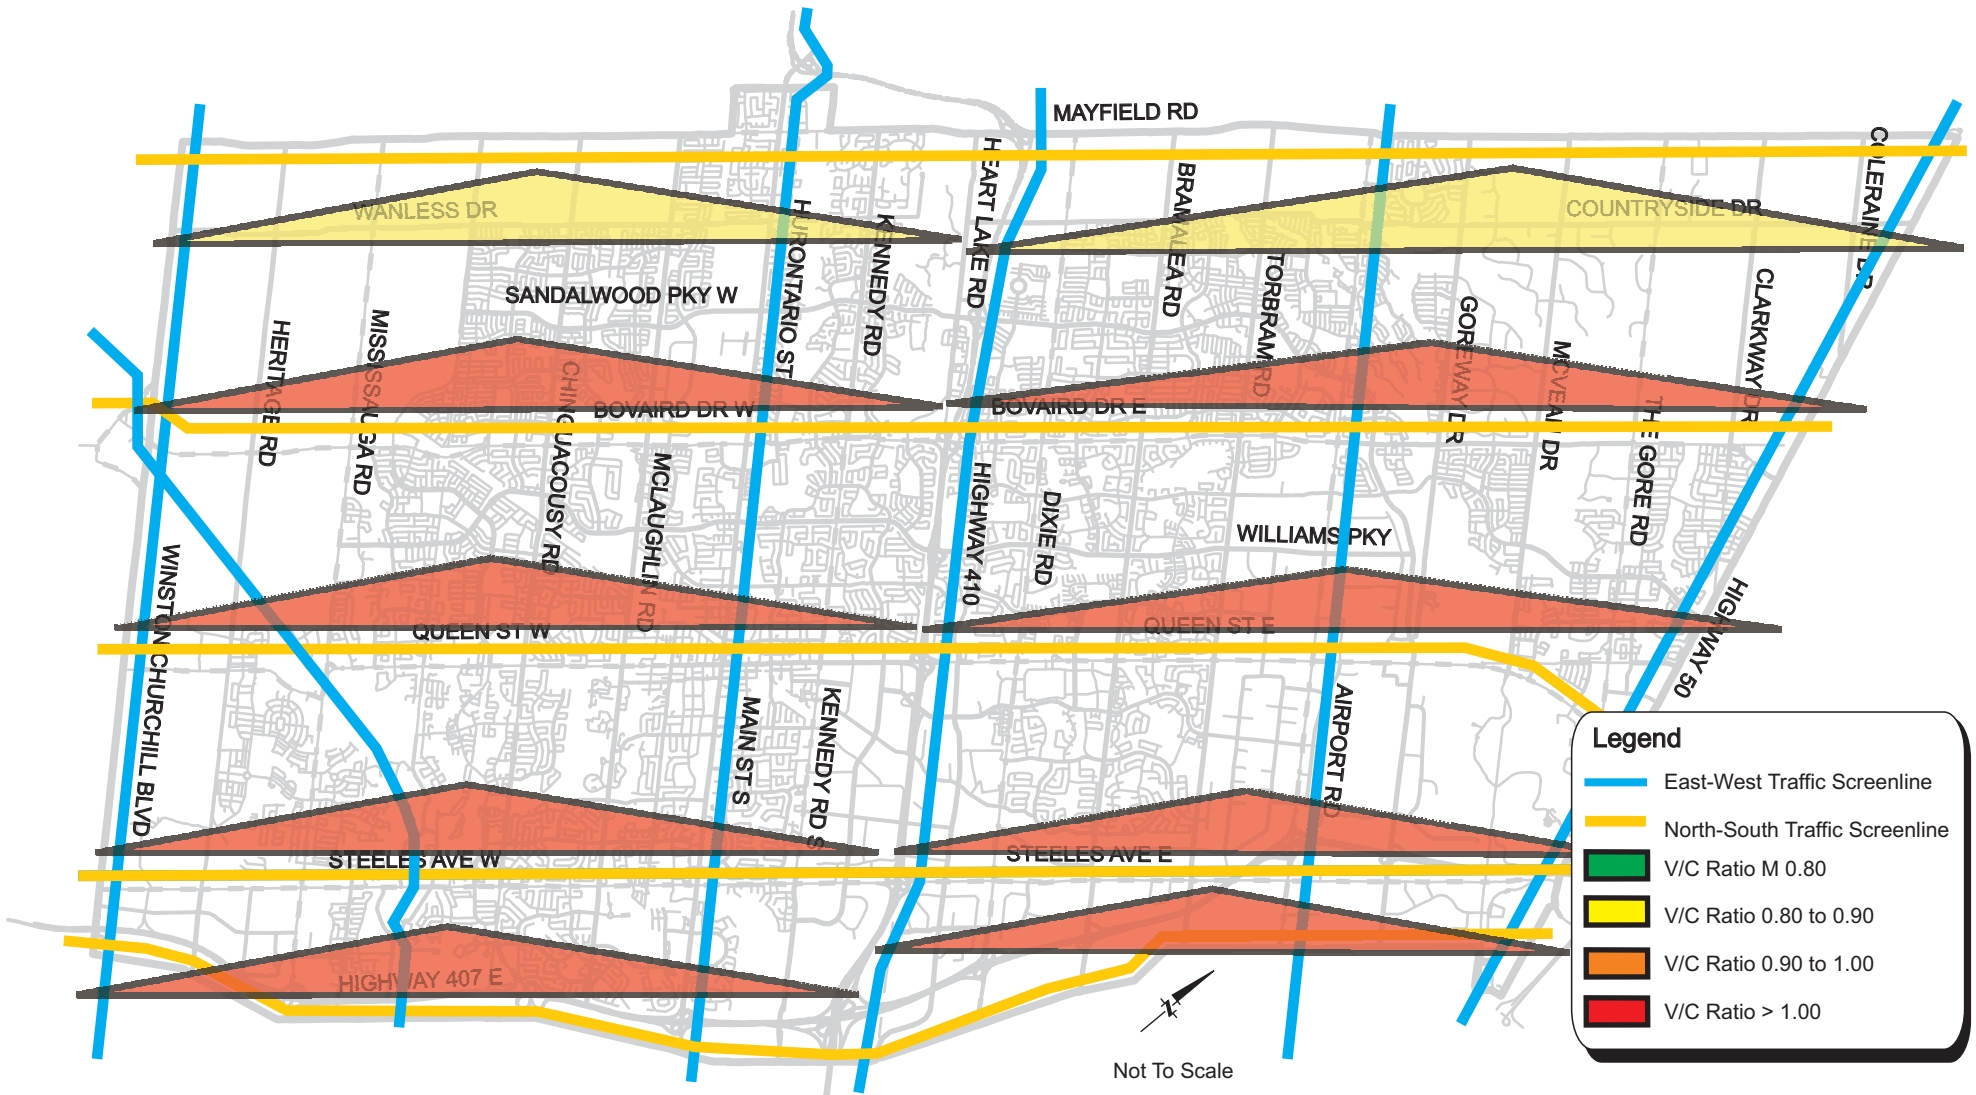 MAYFIELD RD
COLERAINE DR
HEART LAKE RD
BRAMALEA RD
WANLESS DR
HURONTARIO ST
KENNEDY RD
COUNTRYSIDE DR
TORBRAM RD
SANDALWOOD PKY W
CLARKWAY DR
GOREWAY DR
MCVEAN DR
HERITAGE RD
MISSISSAUGA RD
CHINGUACOUSY RD
BOVAIRD DR W
BOVAIRD DR E
THE GORE RD
MCLAUGHLIN RD
HIGHWAY 410
DIXIE RD
WILLIAMS PKY
WINSTON CHURCHILL BLVD
HIGHWAY 50
QUEEN ST W
QUEEN ST E
MAIN ST S
KENNEDY RD S
AIRPORT RD
STEELES AVE W
STEELES AVE E
HIGHWAY 407 E
Z
Not To Scale
Legend
East-West Traffic Screenline
North-South Traffic Screenline
V/C Ratio M 0.80
V/C Ratio 0.80 to 0.90
V/C Ratio 0.90 to 1.00
V/C Ratio > 1.00